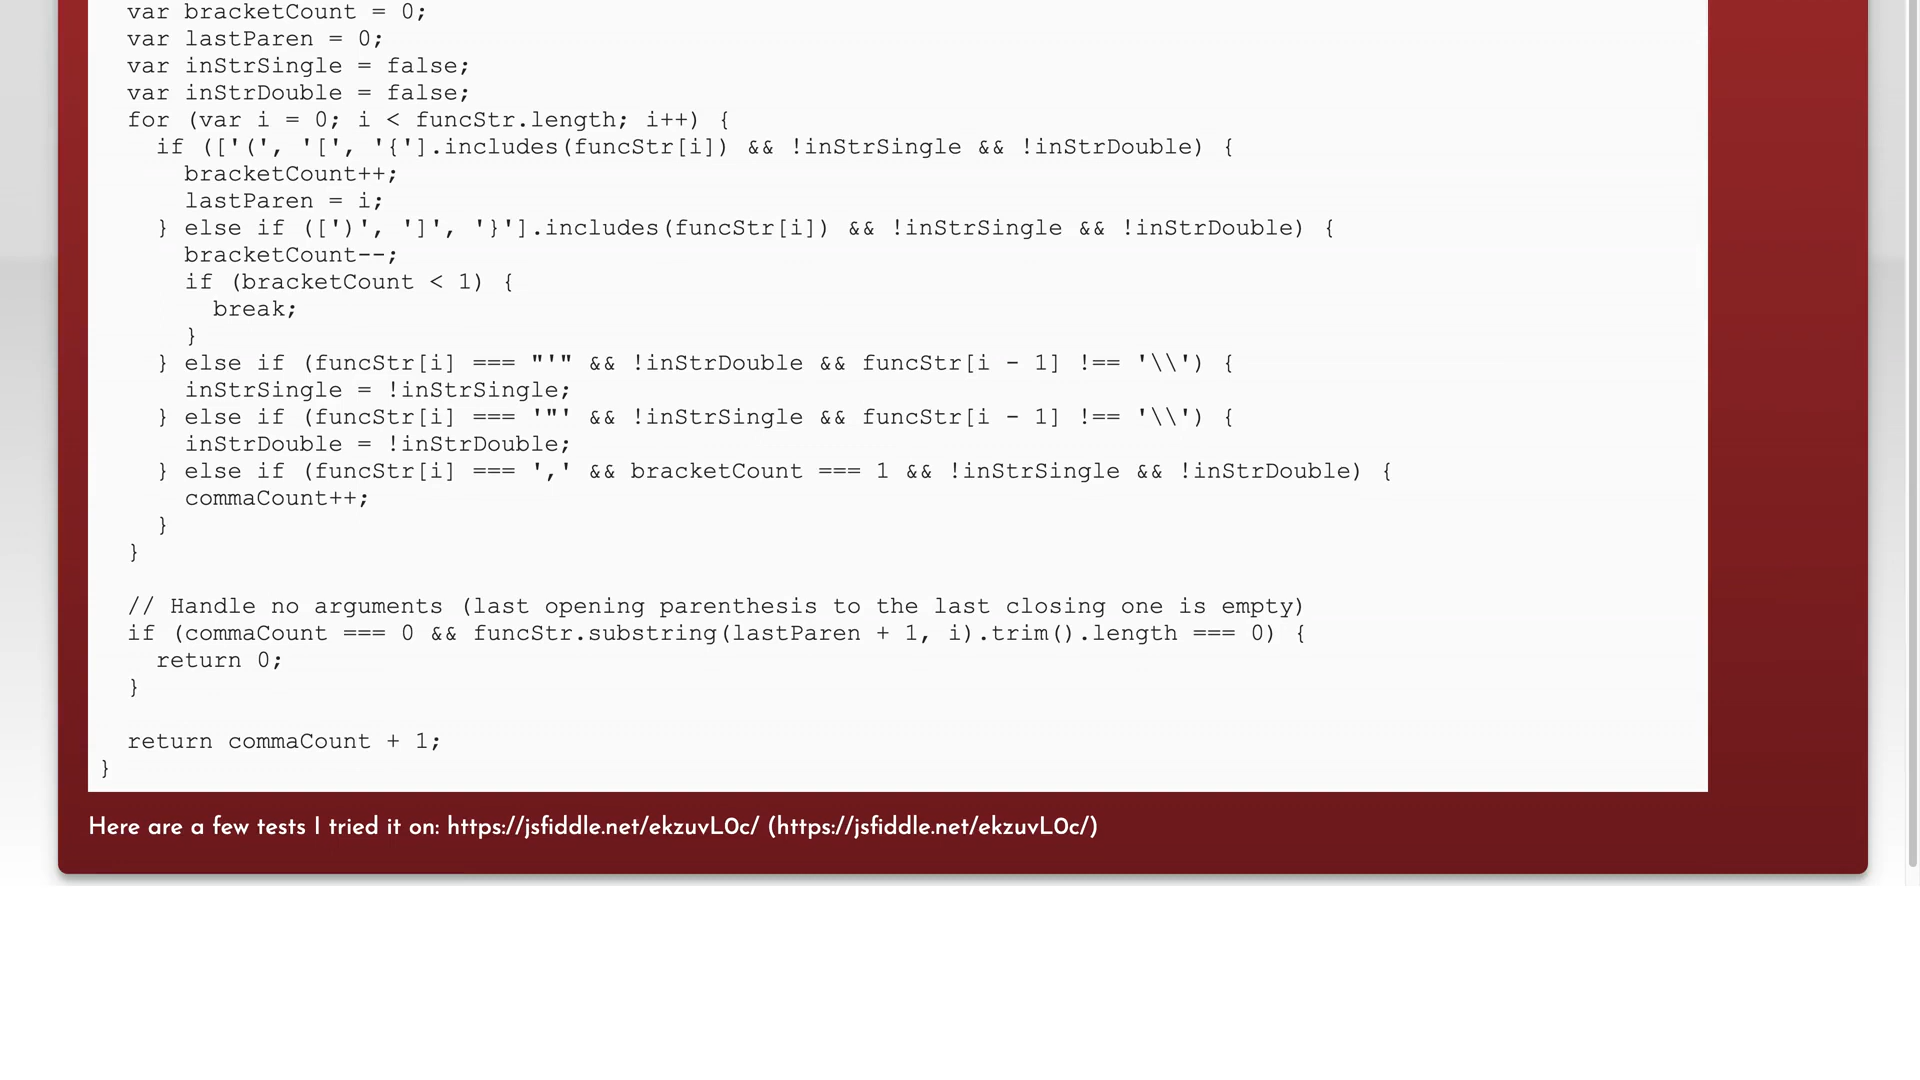 var bracketCount = 0;
var lastParen = 0;
var inStrSingle = false;
var inStrDouble = false;
for (var i = 0; i < funcStr.length; i++) {
if (['(', '[', '{'].includes(funcStr[i]) && !inStrSingle && !inStrDouble) {
bracketCount++;
lastParen = i;
} else if ([')', ']', '}'].includes(funcStr[i]) && !inStrSingle && !inStrDouble) {
bracketCount--;
if (bracketCount < 1) {
break;
}
} else if (funcStr[i] === "'" && !inStrDouble && funcStr[i - 1] !== '\\') {
inStrSingle = !inStrSingle;
} else if (funcStr[i] === '"' && !inStrSingle && funcStr[i - 1] !== '\\') {
inStrDouble = !inStrDouble;
} else if (funcStr[i] === ',' && bracketCount === 1 && !inStrSingle && !inStrDouble) {
commaCount++;
}
}
// Handle no arguments (last opening parenthesis to the last closing one is empty)
if (commaCount === 0 && funcStr.substring(lastParen + 1, i).trim().length === 0) {
return 0;
}
return commaCount + 1;
}
Here are a few tests I tried it on: https://jsfiddle.net/ekzuvL0c/ (https://jsfiddle.net/ekzuvL0c/)